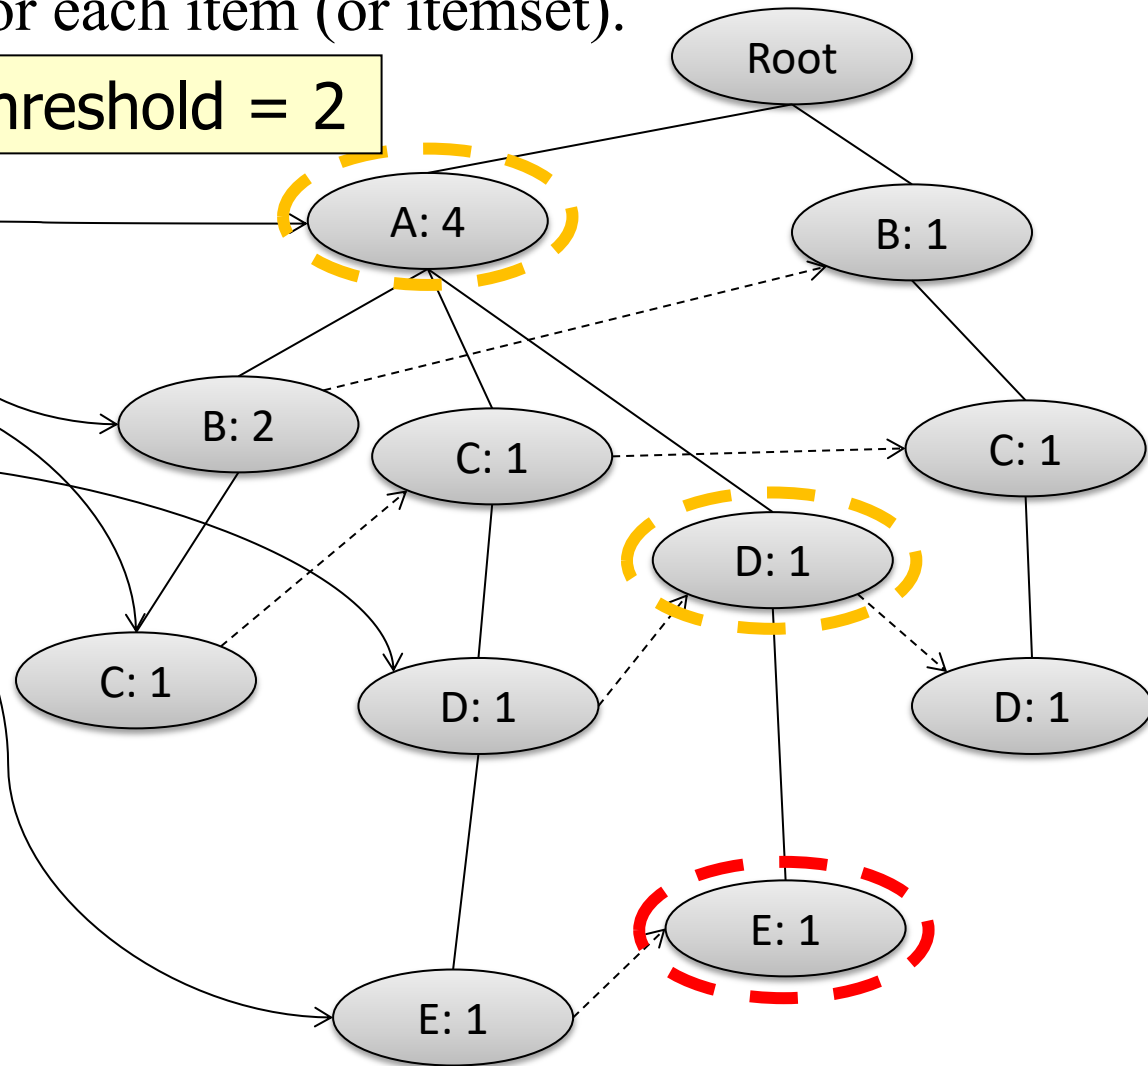 or each item (or itemset).
Root
hreshold = 2
A: 4
B: 1
B: 2
C: 1
C: 1
D: 1
C: 1
D: 1
D: 1
E: 1
E: 1